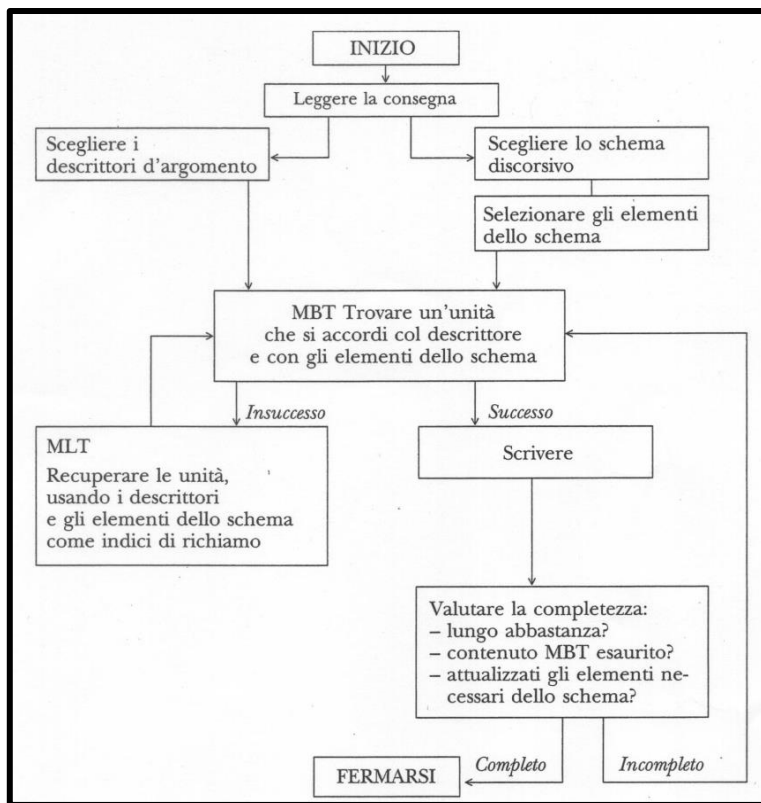 INIZIO
Leggere la consegna
Scegliere i
descrittori d'argomento
Scegliere lo schema
discorsivo
Selezionare gli elementi
dello schema
MBT Trovare un'unità
che si accordi col descrittore
e con gli elementi dello schema
Insuccesso
Successo
MLT
Recuperare le unità,
usando i descrittori
e gli elementi dello schema
come indici di richiamo
Scrivere
Valutare la completezza:
– lungo abbastanza?
– contenuto MBT esaurito?
– attualizzati gli elementi ne-
cessari dello schema?
Completo
Incompleto
FERMARSI